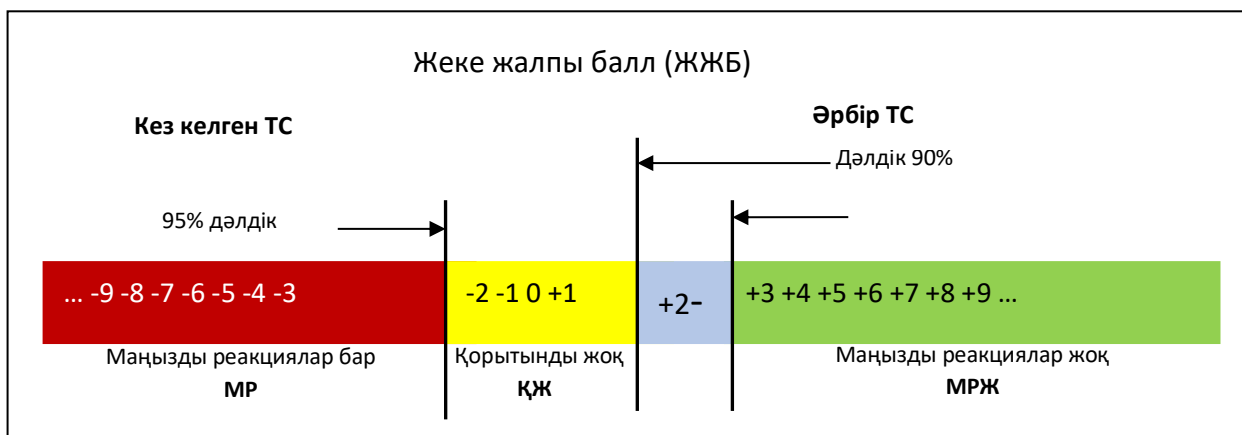 Жеке жалпы балл (ЖЖБ)
Кез келген ТС
Әрбір ТС
Дәлдік 90%
95% дәлдік
... -9 -8 -7 -6 -5 -4 -3
-2 -1 0 +1
+2-
+3 +4 +5 +6 +7 +8 +9 ...
Маңызды реакциялар бар
МР
Қорытынды жоқ
ҚЖ
Маңызды реакциялар жоқ
МРЖ